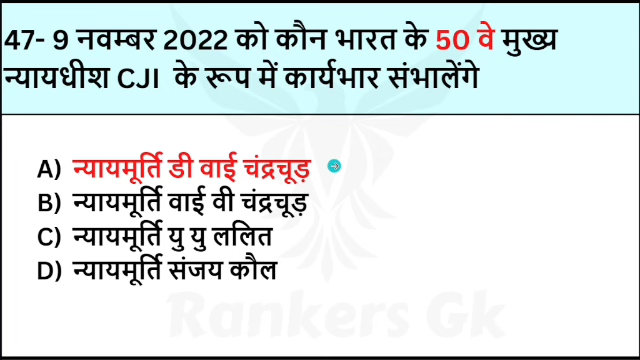 47- 9 नवम्बर 2022 को कौन भारत के 50 वे मुख्य
न्यायधीश CJI के रूप में कार्यभार संभालेंगे
A) न्यायमूर्ति डी वाई चंद्रचूड़
B) न्यायमूर्ति वाई वी चंद्रचूड़
C) न्यायमूर्ति यु यु ललित
D) न्यायमूर्ति संजय कौल
Rankers Gk